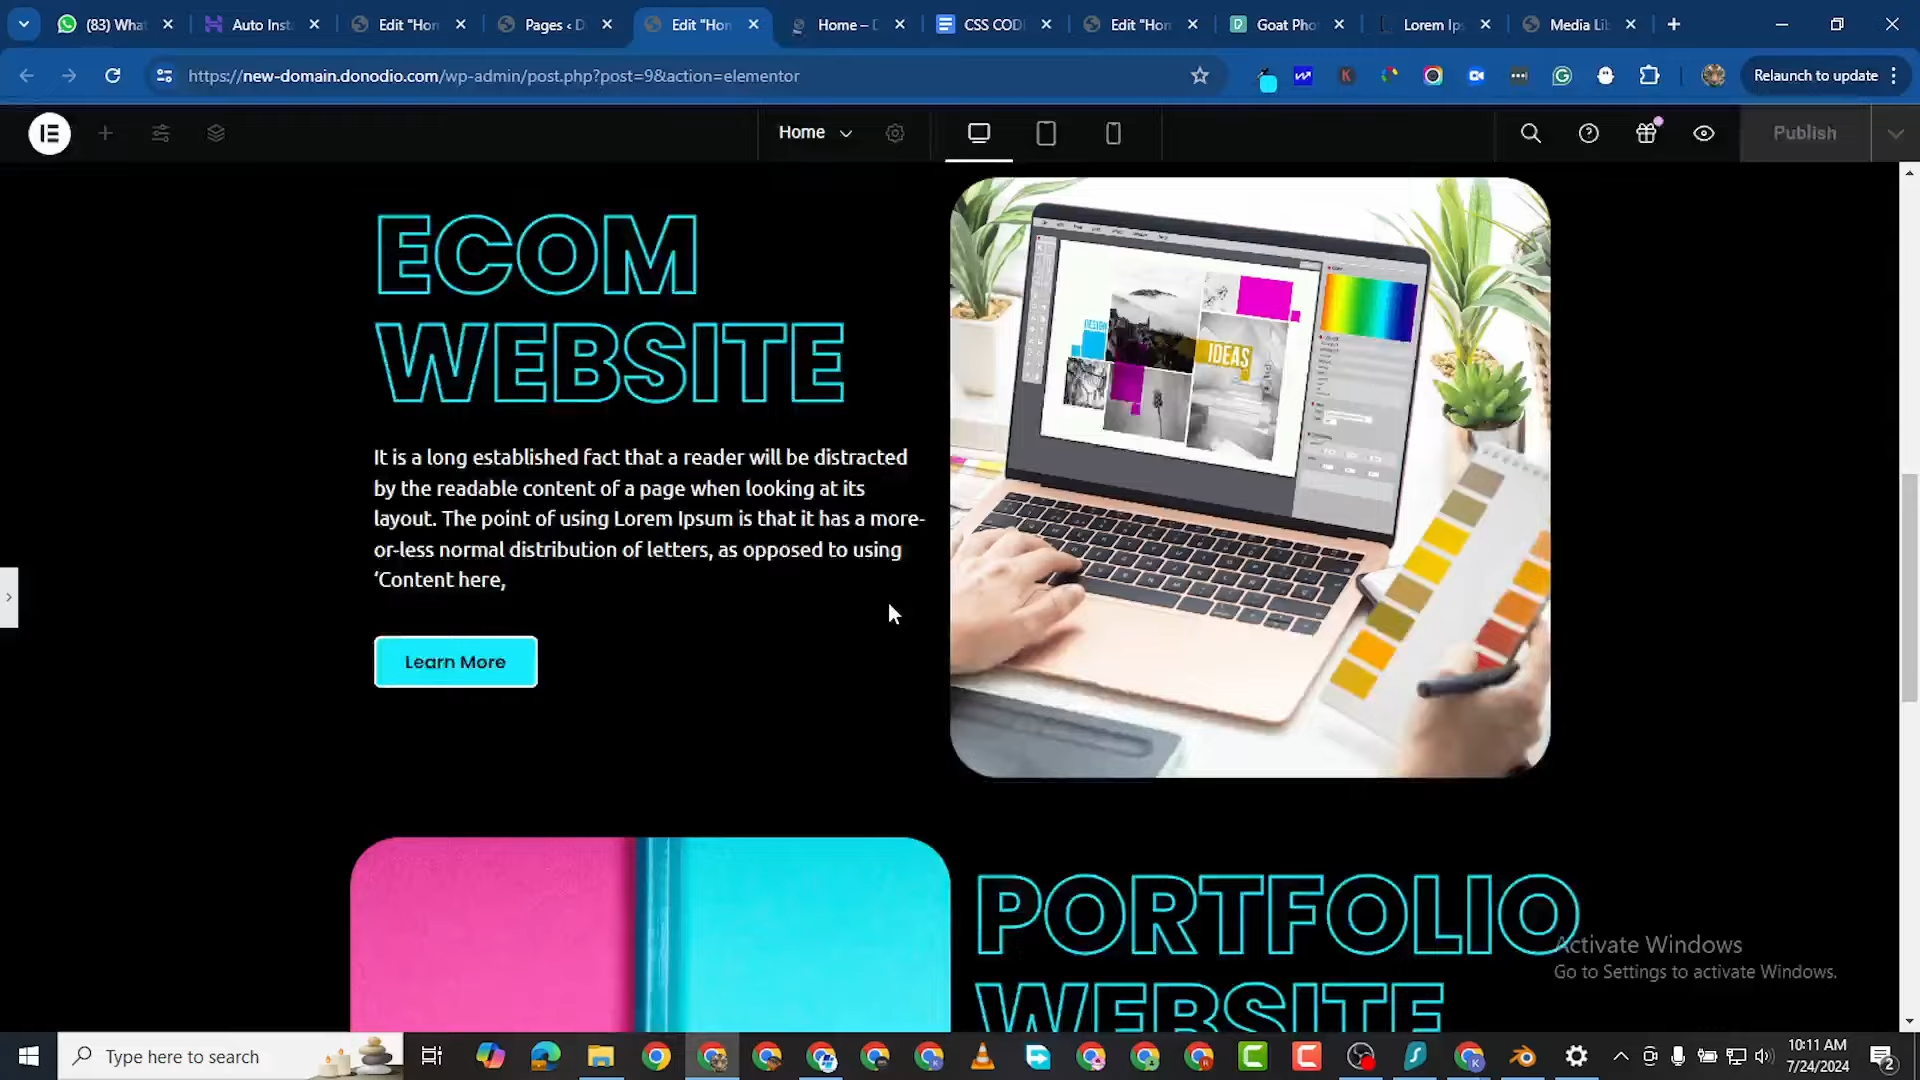 (83) Wha
Auto Inst
Edit "Hon
Pages ‹ D
Edit "Hon
Home – D
CSS COD
Edit "Hon
Goat Pho
Lorem Ips
Media Lib
https://new-domain.donodio.com/wp-admin/post.php?post=9&action=elementor
Relaunch to update
Home
Publish
ECOM
WEBSITE
It is a long established fact that a reader will be distracted
by the readable content of a page when looking at its
layout. The point of using Lorem Ipsum is that it has a more-
or-less normal distribution of letters, as opposed to using
‘Content here,
Learn More
DESIGN
IDEAS
PORTFOLIO
WEBSITE
Activate Windows
Go to Settings to activate Windows.
Type here to search
10:11 AM
7/24/2024
2